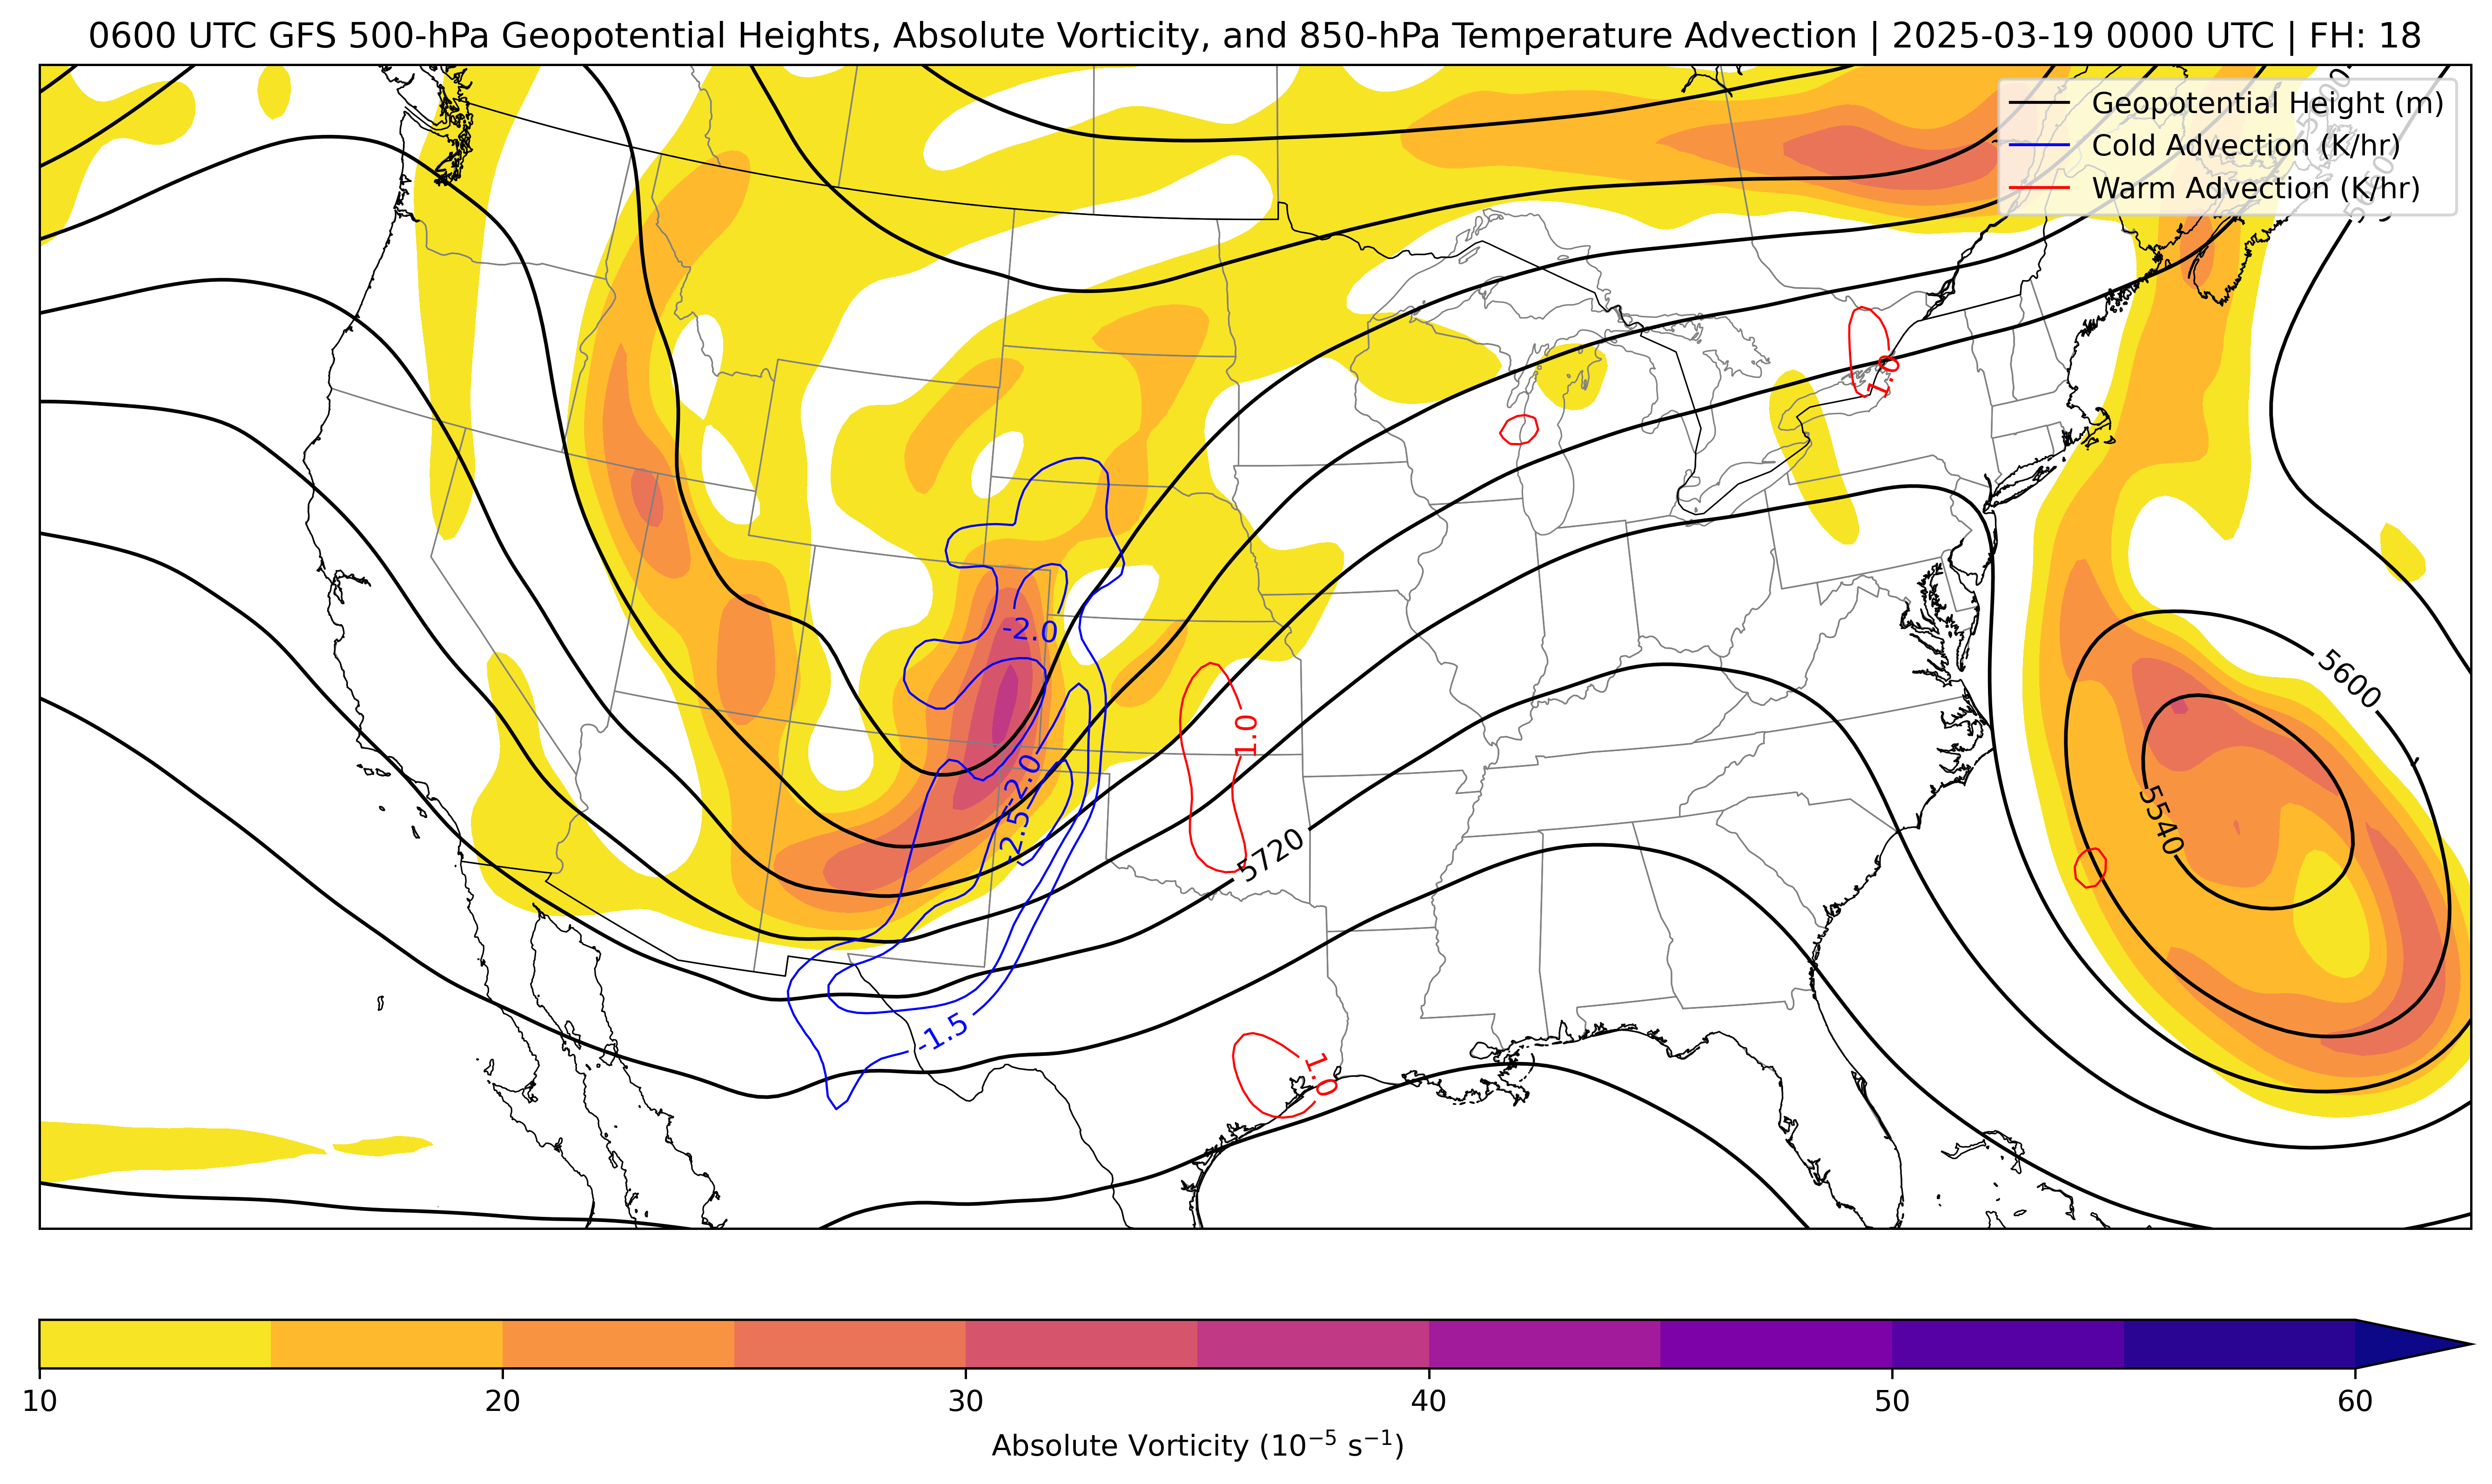 0600 UTC GFS 500-hPa Geopotential Heights, Absolute Vorticity, and 850-hPa Temperature Advection | 2025-03-19 0000 UTC | FH: 18
Geopotential Height (m)
Cold Advection (K/hr)
Warm Advection (K/hr)
1.0
-2.0
5600
1.0
-2.0
5540
-2.5
5720
-1.5
1.0
10 20 30 40 50 60
Absolute Vorticity (10⁻⁵ s⁻¹)